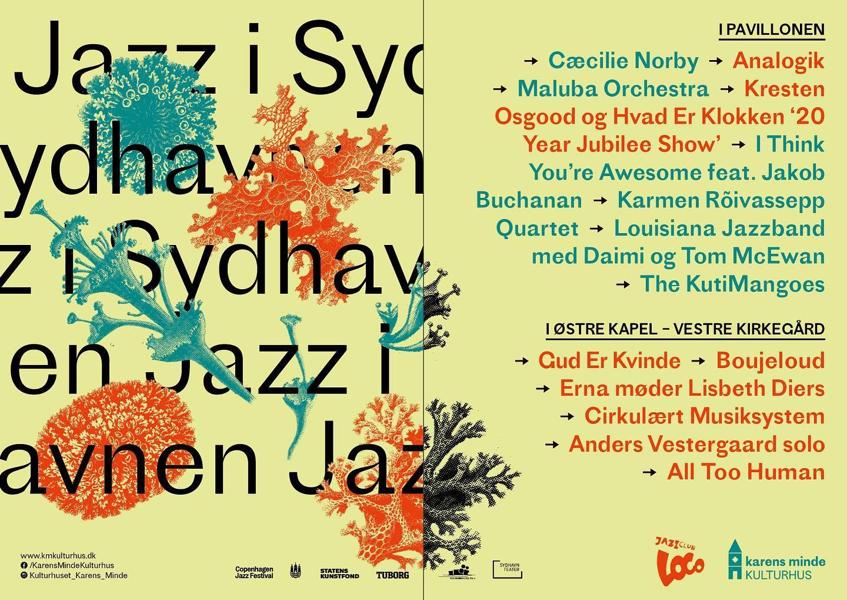 Jazz i Syd
ydhavnen
z i Sydhav
en Jazz i
avnen Jaz
www.kmkulturhus.dk
/KarensMindeKulturhus
Kulturhuset_Karens_Minde
Copenhagen
Jazz Festival
STATENS
KUNSTFOND
TUBORG
I PAVILLONEN
→ Cæcilie Norby → Analogik
→ Maluba Orchestra → Kresten
Osgood og Hvad Er Klokken ‘20
Year Jubilee Show’ → I Think
You’re Awesome feat. Jakob
Buchanan → Karmen Rõivassepp
Quartet → Louisiana Jazzband
med Daimi og Tom McEwan
→ The KutiMangoes
I ØSTRE KAPEL – VESTRE KIRKEGÅRD
→ Gud Er Kvinde → Boujeloud
→ Erna møder Lisbeth Diers
→ Cirkulært Musiksystem
→ Anders Vestergaard solo
→ All Too Human
SYDHAVN
TEATER
JAZZCLUB
LOCO
karens minde
KULTURHUS